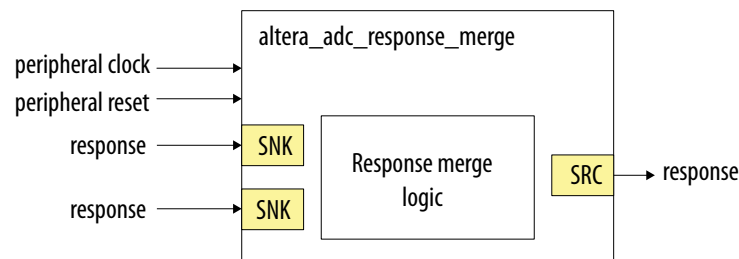 altera_adc_response_merge
peripheral clock
peripheral reset
response
SNK
Response merge
logic
SRC
response
response
SNK